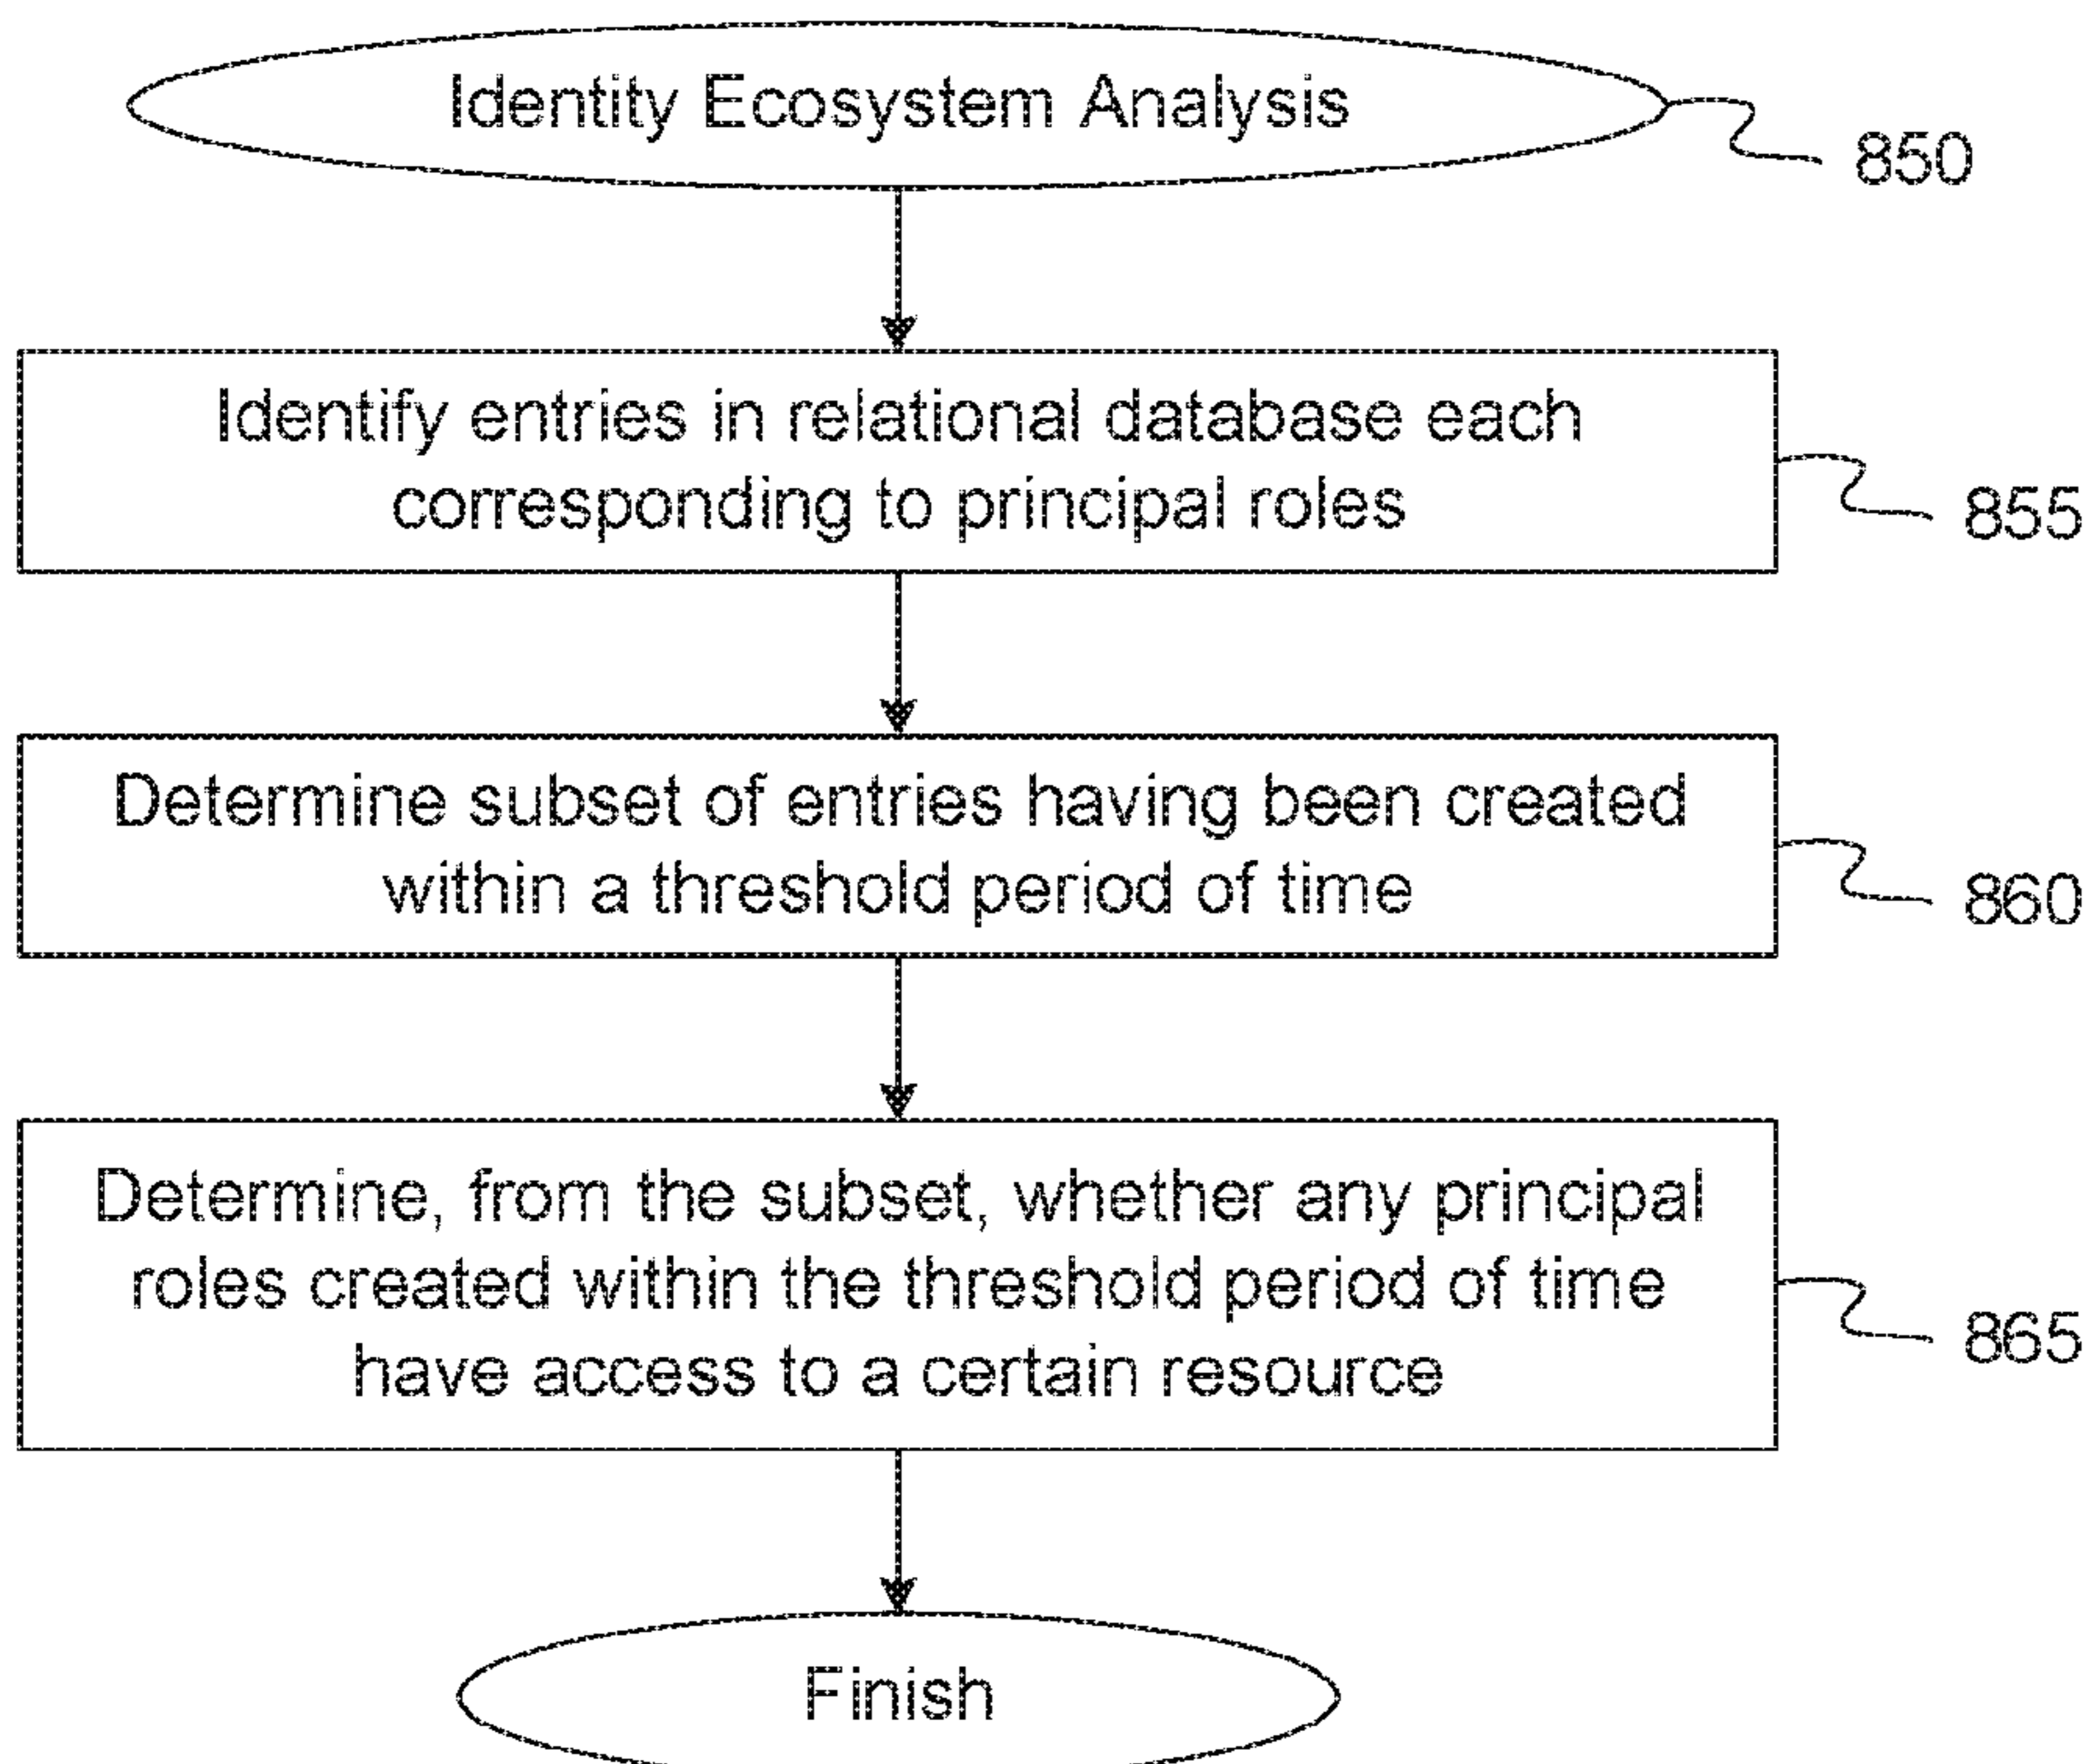 Identity Ecosystem Analysis
850
Identify entries in relational database each
corresponding to principal roles
855
Determine subset of entries having been created
within a threshold period of time
860
Determine, from the subset, whether any principal
roles created within the threshold period of time
have access to a certain resource
865
Finish